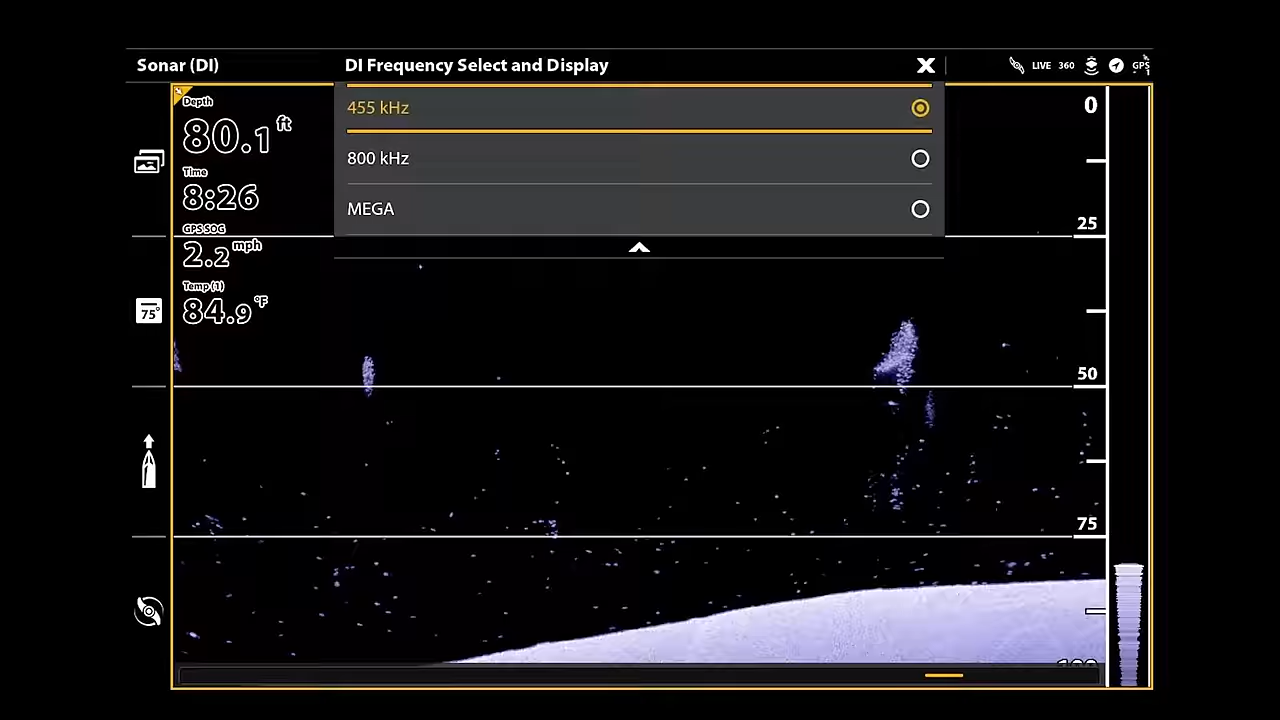 Sonar (DI)
DI Frequency Select and Display
X
LIVE 360 GPS
455 kHz
800 kHz
MEGA
Depth
80.1 ft
Time
8:26
GPS SOG
2.2 mph
Temp (1)
84.9 °F
75°
0
25
50
75
100